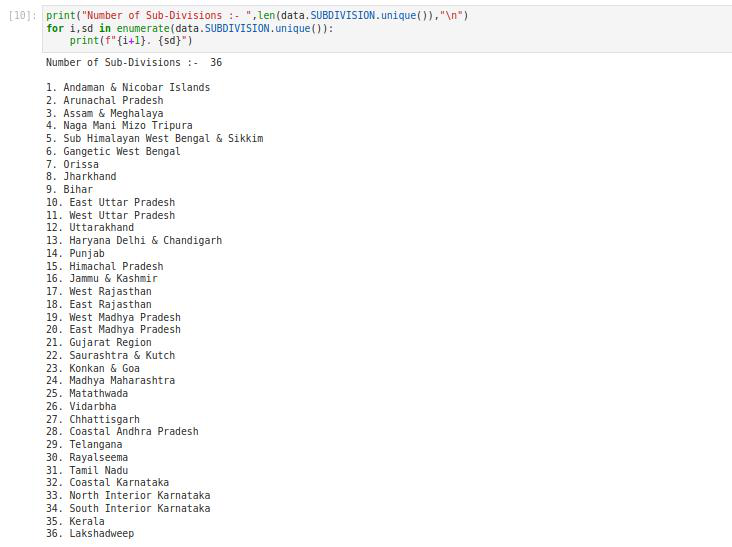 [10]: print("Number of Sub-Divisions :- ",len(data.SUBDIVISION.unique()),"\n")
for i,sd in enumerate(data.SUBDIVISION.unique()):
    print(f"{i+1}. {sd}")
Number of Sub-Divisions :-  36
1. Andaman & Nicobar Islands
2. Arunachal Pradesh
3. Assam & Meghalaya
4. Naga Mani Mizo Tripura
5. Sub Himalayan West Bengal & Sikkim
6. Gangetic West Bengal
7. Orissa
8. Jharkhand
9. Bihar
10. East Uttar Pradesh
11. West Uttar Pradesh
12. Uttarakhand
13. Haryana Delhi & Chandigarh
14. Punjab
15. Himachal Pradesh
16. Jammu & Kashmir
17. West Rajasthan
18. East Rajasthan
19. West Madhya Pradesh
20. East Madhya Pradesh
21. Gujarat Region
22. Saurashtra & Kutch
23. Konkan & Goa
24. Madhya Maharashtra
25. Matathwada
26. Vidarbha
27. Chhattisgarh
28. Coastal Andhra Pradesh
29. Telangana
30. Rayalseema
31. Tamil Nadu
32. Coastal Karnataka
33. North Interior Karnataka
34. South Interior Karnataka
35. Kerala
36. Lakshadweep